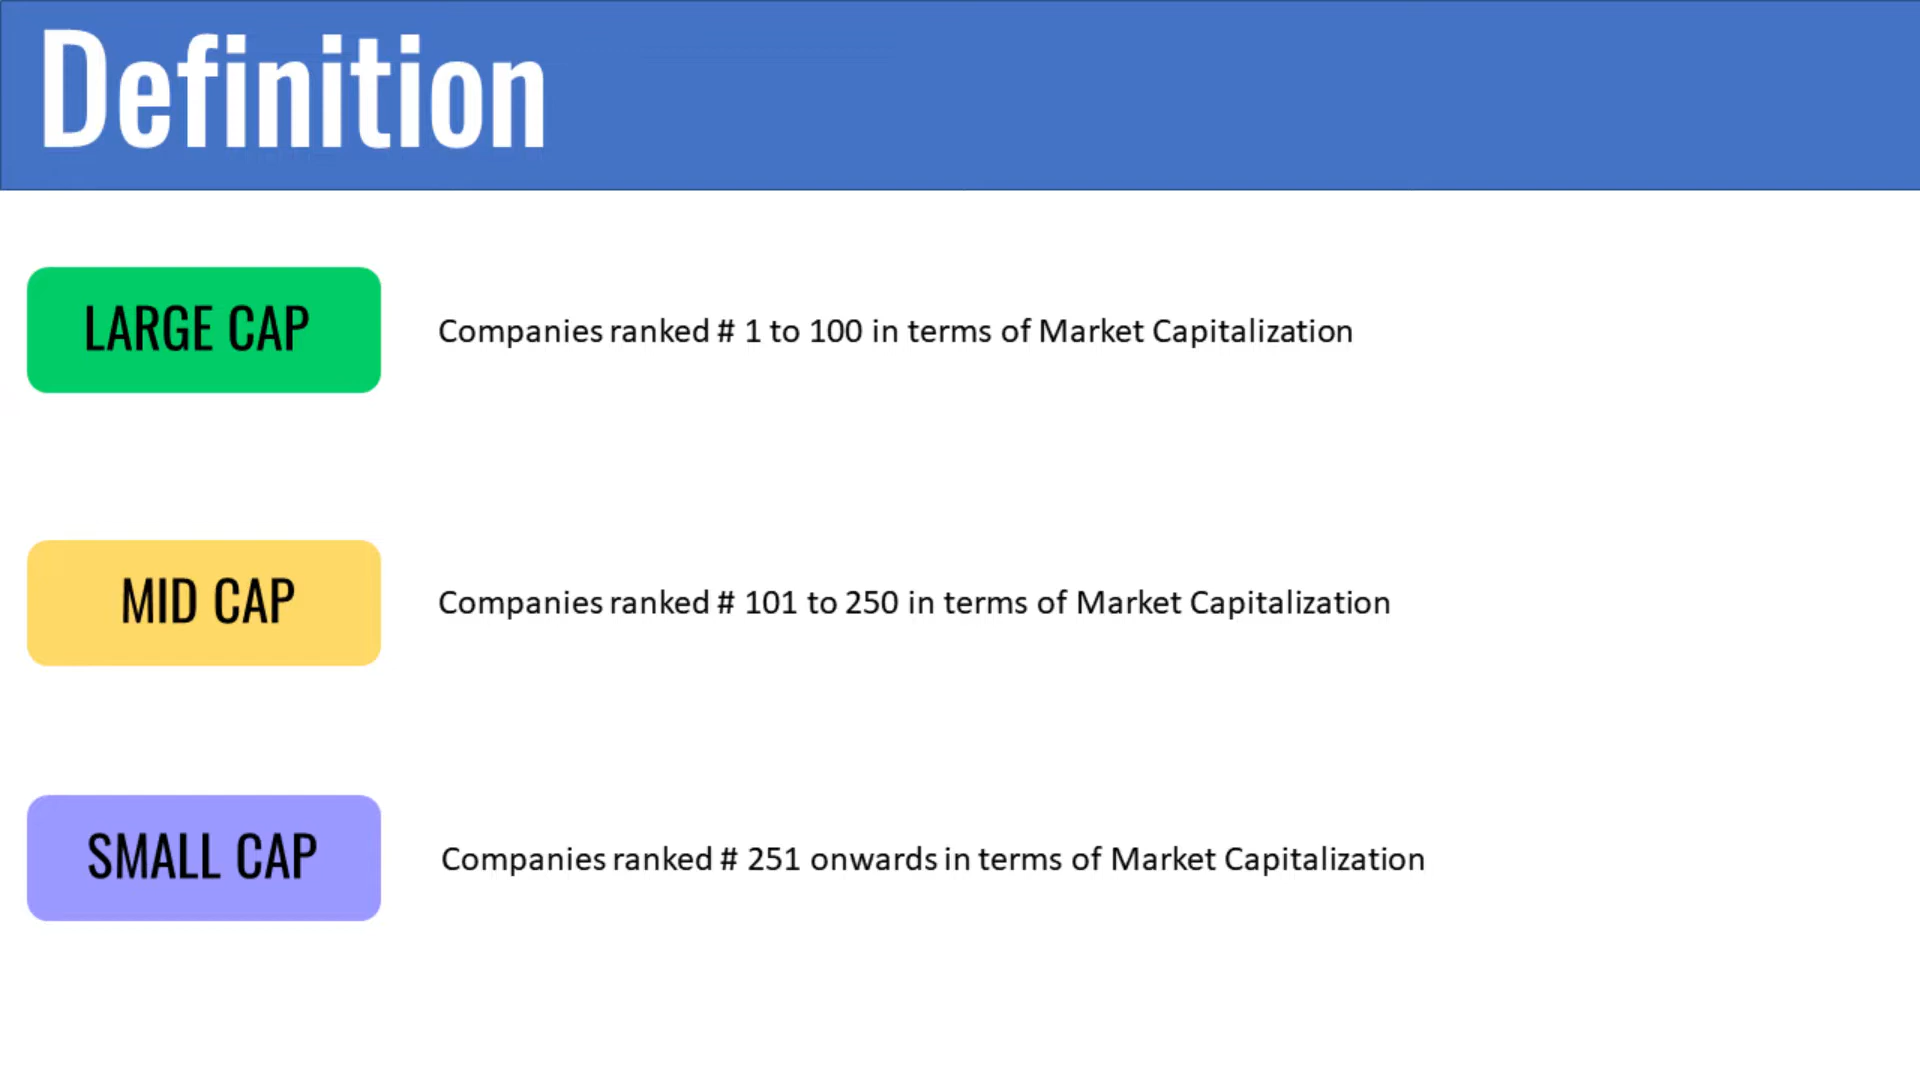 Definition
LARGE CAP
Companies ranked # 1 to 100 in terms of Market Capitalization
MID CAP
Companies ranked # 101 to 250 in terms of Market Capitalization
SMALL CAP
Companies ranked # 251 onwards in terms of Market Capitalization